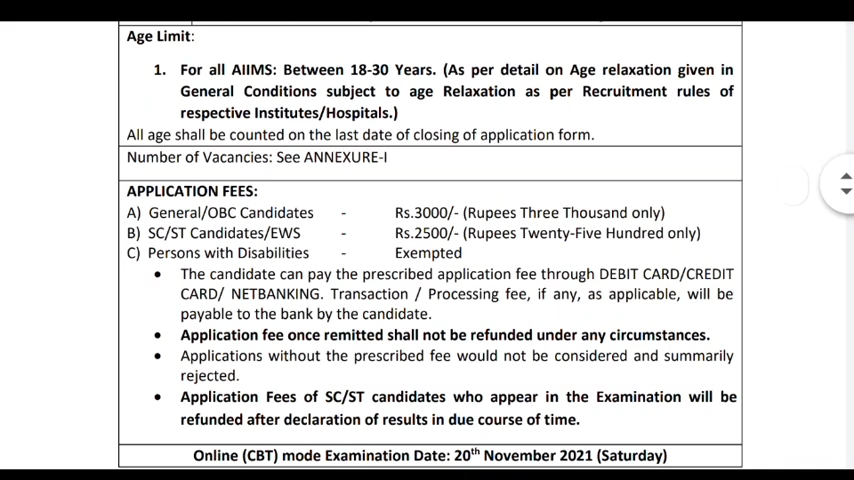 Age Limit:
1. For all AIIMS: Between 18-30 Years. (As per detail on Age relaxation given in
General Conditions subject to age Relaxation as per Recruitment rules of
respective Institutes/Hospitals.)
All age shall be counted on the last date of closing of application form.
Number of Vacancies: See ANNEXURE-I
APPLICATION FEES:
A) General/OBC Candidates - Rs.3000/- (Rupees Three Thousand only)
B) SC/ST Candidates/EWS - Rs.2500/- (Rupees Twenty-Five Hundred only)
C) Persons with Disabilities - Exempted
• The candidate can pay the prescribed application fee through DEBIT CARD/CREDIT
CARD/ NETBANKING. Transaction / Processing fee, if any, as applicable, will be
payable to the bank by the candidate.
• Application fee once remitted shall not be refunded under any circumstances.
• Applications without the prescribed fee would not be considered and summarily
rejected.
• Application Fees of SC/ST candidates who appear in the Examination will be
refunded after declaration of results in due course of time.
Online (CBT) mode Examination Date: 20th November 2021 (Saturday)